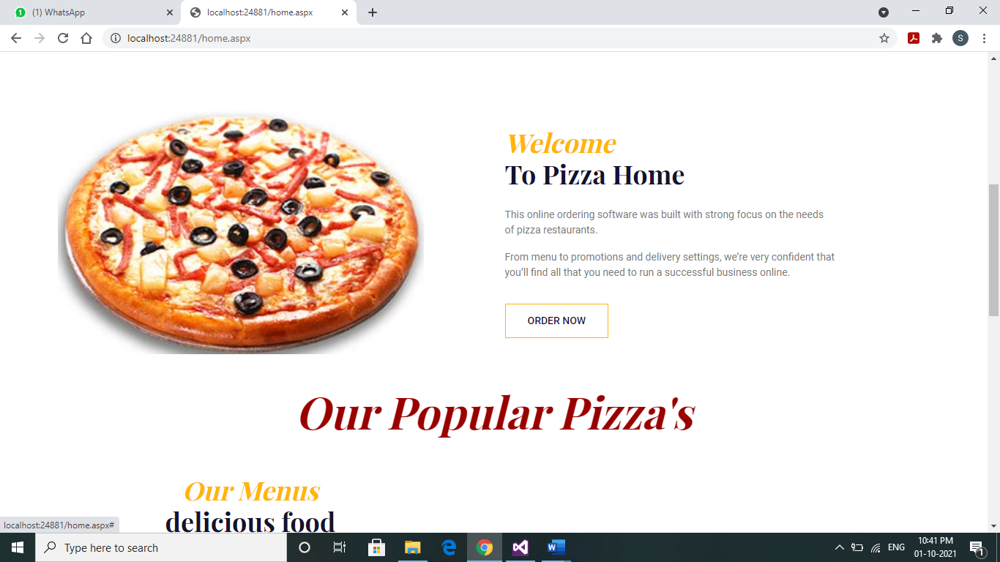 (1) WhatsApp
localhost:24881/home.aspx
localhost:24881/home.aspx
S
Welcome
To Pizza Home
This online ordering software was built with strong focus on the needs
of pizza restaurants.
From menu to promotions and delivery settings, we're very confident that
you'll find all that you need to run a successful business online.
ORDER NOW
Our Popular Pizza's
Our Menus
delicious food
localhost:24881/home.aspx#
Type here to search
ENG
10:41 PM
01-10-2021
1